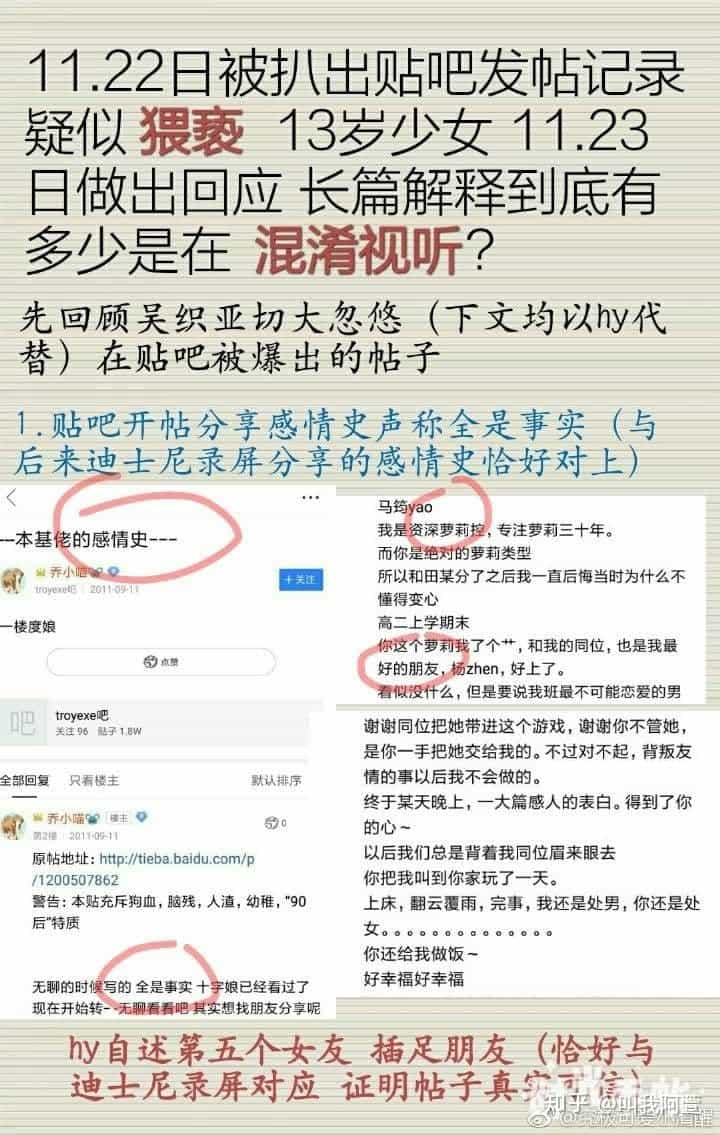 11.22日被扒出贴吧发帖记录
疑似 猥亵 13岁少女 11.23
日做出回应 长篇解释到底有
多少是在 混淆视听?
先回顾吴织亚切大忽悠（下文均以hy代
替）在贴吧被爆出的帖子
1.贴吧开帖分享感情史声称全是事实（与
后来迪士尼录屏分享的感情史恰好对上）
---本基佬的感情史---
乔小喵
troyexe吧 2011-09-11
+关注
一楼度娘
点赞
吧
troyexe吧
关注 96 贴子 1.8W
全部回复 只看楼主 默认排序
乔小喵 楼主
第2楼 2011-09-11
0
原帖地址：http://tieba.baidu.com/p
/1200507862
警告：本贴充斥狗血，脑残，人渣，幼稚，"90
后"特质
无聊的时候写的 全是事实 十字娘已经看过了
现在开始转--无聊看看吧 其实想找朋友分享呢
马筠yao
我是资深萝莉控，专注萝莉三十年。
而你是绝对的萝莉类型
所以和田某分了之后我一直后悔当时为什么不
懂得变心
高二上学期末
你这个萝莉我了个艹，和我的同位，也是我最
好的朋友，杨zhen，好上了。
看似没什么，但是要说我班最不可能恋爱的男
谢谢同位把她带进这个游戏，谢谢你不管她，
是你一手把她交给我的。不过对不起，背叛友
情的事以后我不会做的。
终于某天晚上，一大篇感人的表白。得到了你
的心～
以后我们总是背着我同位眉来眼去
你把我叫到你家玩了一天。
上床，翻云覆雨，完事，我还是处男，你还是处
女。。。。。。。。。。。。。。
你还给我做饭～
好幸福好幸福
hy自述第五个女友 插足朋友（恰好与
迪士尼录屏对应 证明帖子真实可信）
知乎 @叫我阿萱